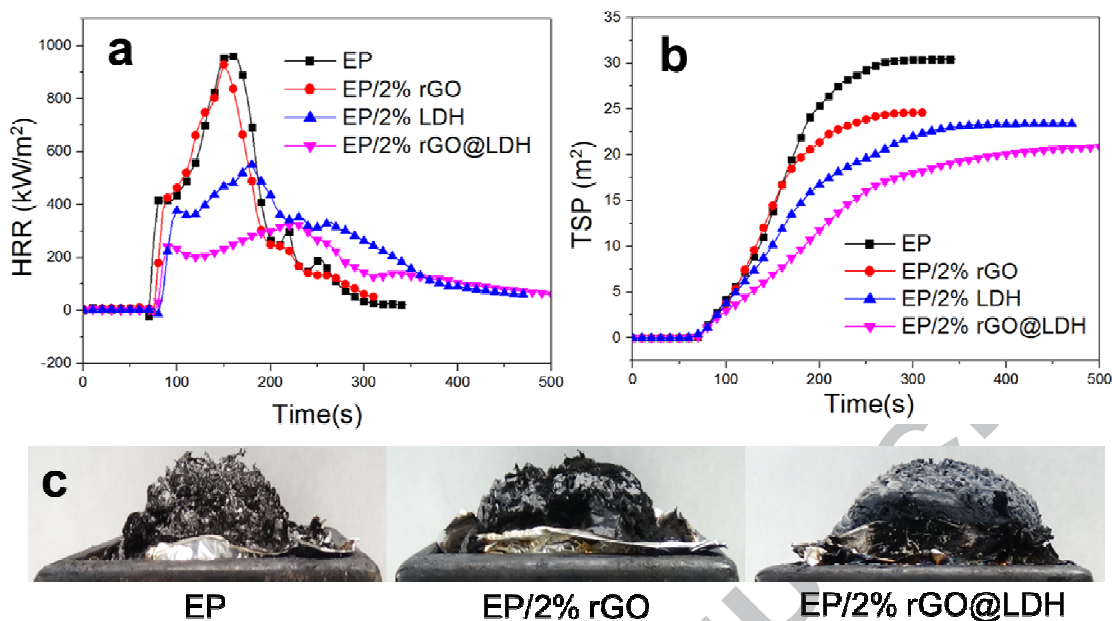 a
EP
EP/2% rGO
EP/2% LDH
EP/2% rGO@LDH
HRR (kW/m²)
1000
800
600
400
200
0
-200
0 100 200 300 400 500
Time(s)
b
EP
EP/2% rGO
EP/2% LDH
EP/2% rGO@LDH
TSP (m²)
35
30
25
20
15
10
5
0
0 100 200 300 400 500
Time(s)
c
EP
EP/2% rGO
EP/2% rGO@LDH